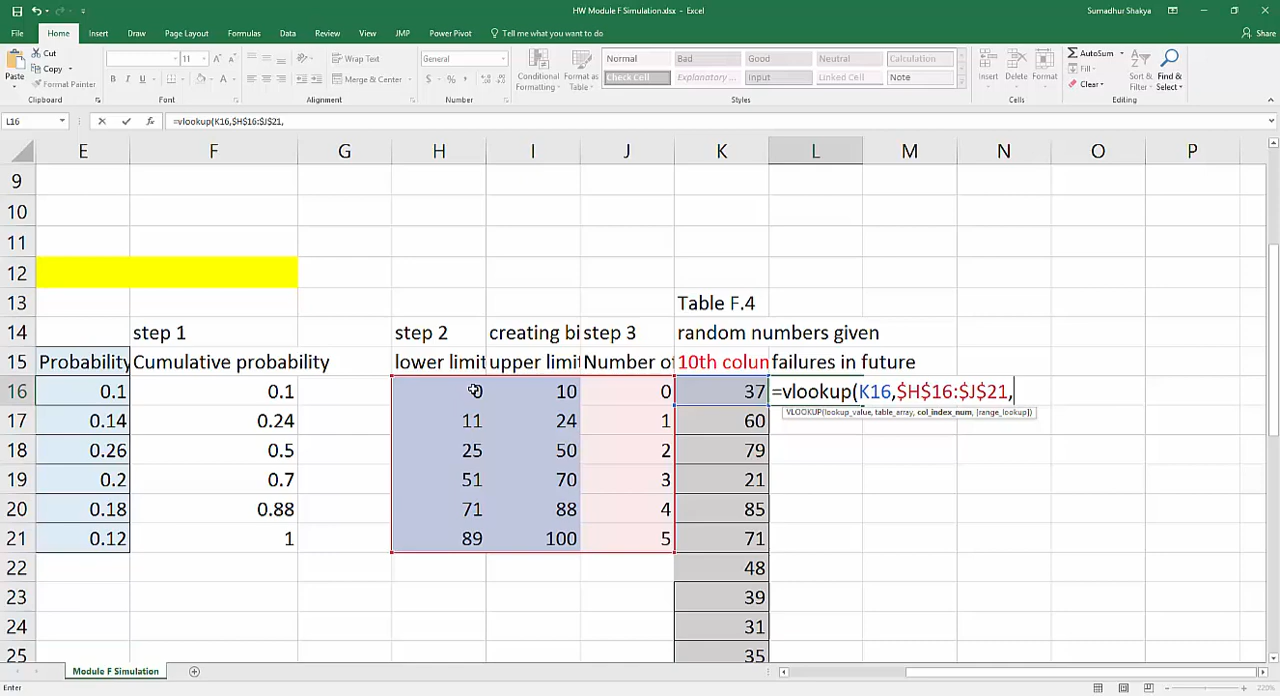 HW Module F Simulation.xlsx - Excel
Sumadhur Shakya
File Home Insert Draw Page Layout Formulas Data Review View JMP Power Pivot Tell me what you want to do Share
Paste Cut Copy Format Painter
11
Wrap Text
Merge & Center
General
Conditional Formatting
Format as Table
Normal Bad Good Neutral Calculation
Check Cell Explanatory ... Input Linked Cell Note
Insert Delete Format
AutoSum Fill Clear
Sort & Filter
Find & Select
Clipboard Font Alignment Number Styles Cells Editing
L16 =vlookup(K16,$H$16:$J$21,
E F G H I J K L M N O P
9
10
11
12
13 Table F.4
14 step 1 step 2 creating bi step 3 random numbers given
15 Probability Cumulative probability lower limit upper limi Number o 10th colun failures in future
16 0.1 0.1 0 10 0 37 =vlookup(K16,$H$16:$J$21,
VLOOKUP(lookup_value, table_array, col_index_num, [range_lookup])
17 0.14 0.24 11 24 1 60
18 0.26 0.5 25 50 2 79
19 0.2 0.7 51 70 3 21
20 0.18 0.88 71 88 4 85
21 0.12 1 89 100 5 71
22 48
23 39
24 31
25 35
Module F Simulation
Enter
220%